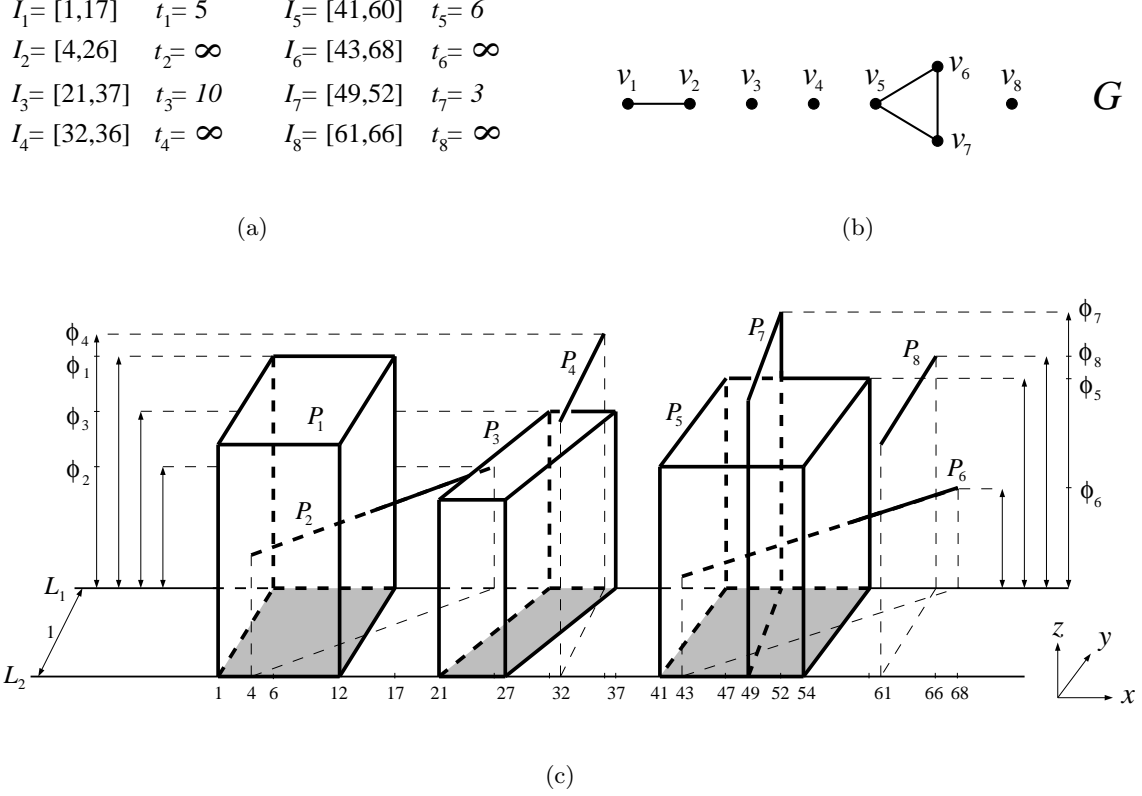 I1= [1,17] t1= 5 I5= [41,60] t5= 6
I2= [4,26] t2= ∞ I6= [43,68] t6= ∞
I3= [21,37] t3= 10 I7= [49,52] t7= 3
I4= [32,36] t4= ∞ I8= [61,66] t8= ∞
(a)
v1 v2 v3 v4 v5 v6 v7 v8 G
(b)
ϕ4
ϕ1
ϕ3
ϕ2
P1
P2
P3
P4
P5
P6
P7
P8
ϕ7
ϕ8
ϕ5
ϕ6
L1
1
L2
1 4 6 12 17 21 27 32 37 41 43 47 49 52 54 61 66 68
z
y
x
(c)